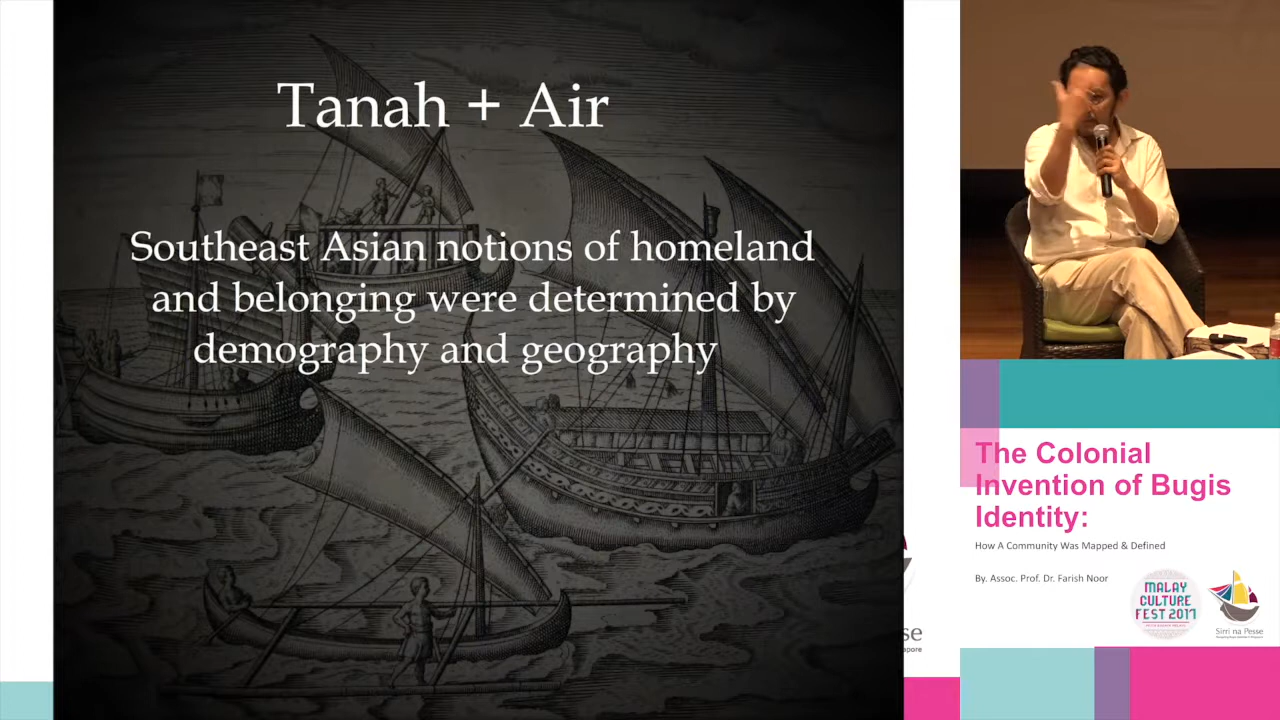 Tanah + Air
Southeast Asian notions of homeland
and belonging were determined by
demography and geography
The Colonial
Invention of Bugis
Identity:
How A Community Was Mapped & Defined
By. Assoc. Prof. Dr. Farish Noor
MALAY
CULTURE
FEST 2017
Sirri na Pesse
se
apore